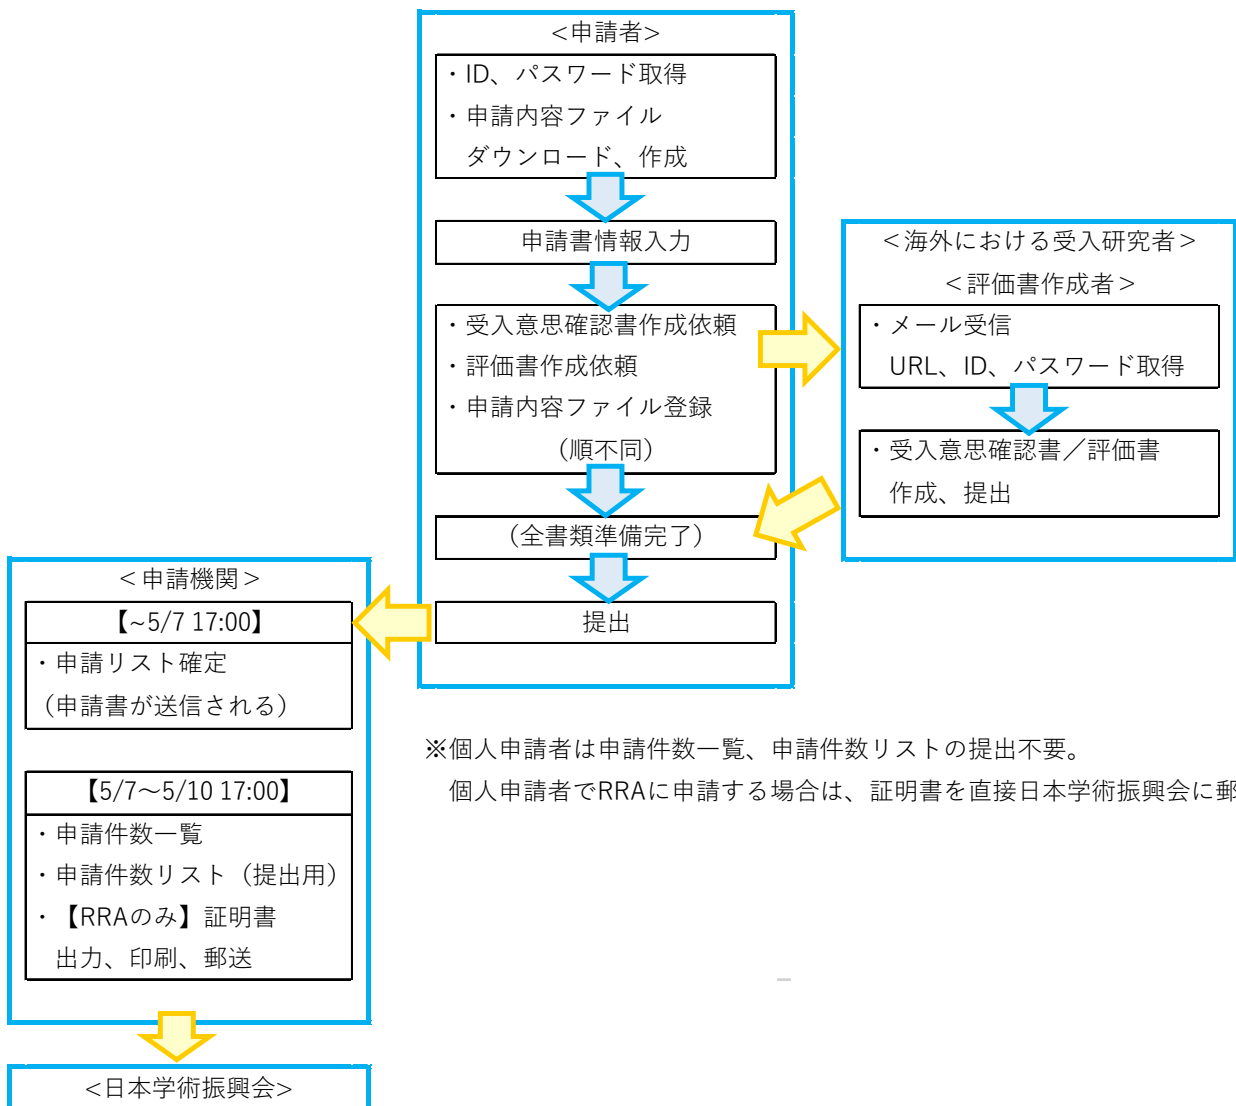 <申請者>
・ID、パスワード取得
・申請内容ファイル
ダウンロード、作成
申請書情報入力
・受入意思確認書作成依頼
・評価書作成依頼
・申請内容ファイル登録
（順不同）
（全書類準備完了）
提出
＜海外における受入研究者＞
＜評価書作成者＞
・メール受信
URL、ID、パスワード取得
・受入意思確認書／評価書
作成、提出
＜申請機関＞
【~5/7 17:00】
・申請リスト確定
（申請書が送信される）
【5/7～5/10 17:00】
・申請件数一覧
・申請件数リスト（提出用）
・【RRAのみ】証明書
出力、印刷、郵送
※個人申請者は申請件数一覧、申請件数リストの提出不要。
個人申請者でRRAに申請する場合は、証明書を直接日本学術振興会に郵
<日本学術振興会>